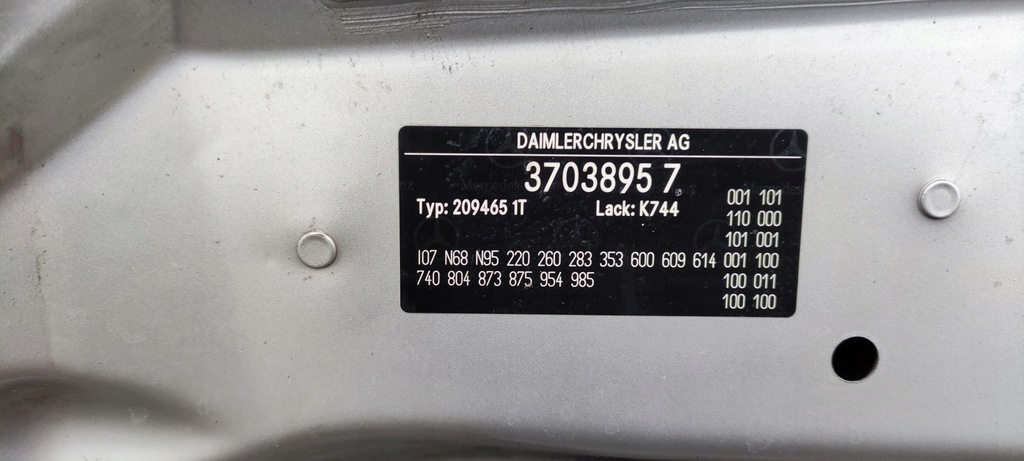 DAIMLERCHRYSLER AG
3703895 7
Typ: 209465 1T Lack: K744
001 101
110 000
101 001
I07 N68 N95 220 260 283 353 600 609 614 001 100
740 804 873 875 954 985 100 011
100 100